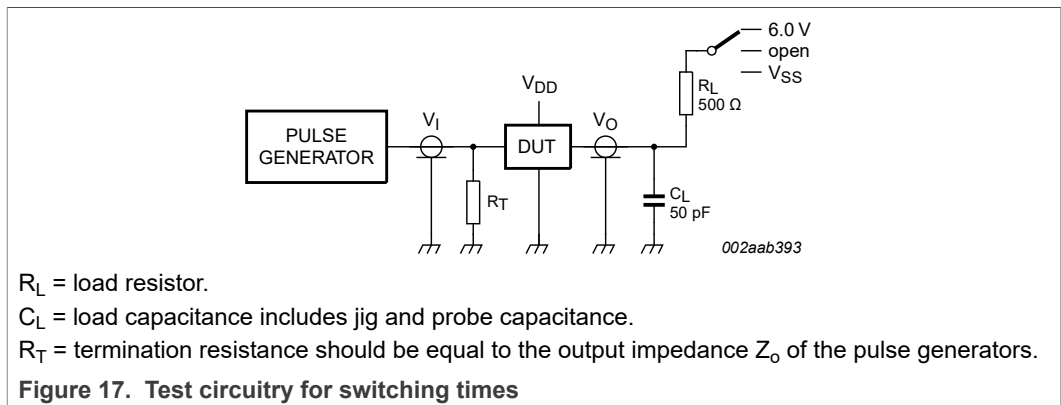 6.0 V
open
VSS
RL
500 Ω
VDD
VI
VO
PULSE
GENERATOR
DUT
RT
CL
50 pF
002aab393
RL = load resistor.
CL = load capacitance includes jig and probe capacitance.
RT = termination resistance should be equal to the output impedance Zo of the pulse generators.
Figure 17. Test circuitry for switching times